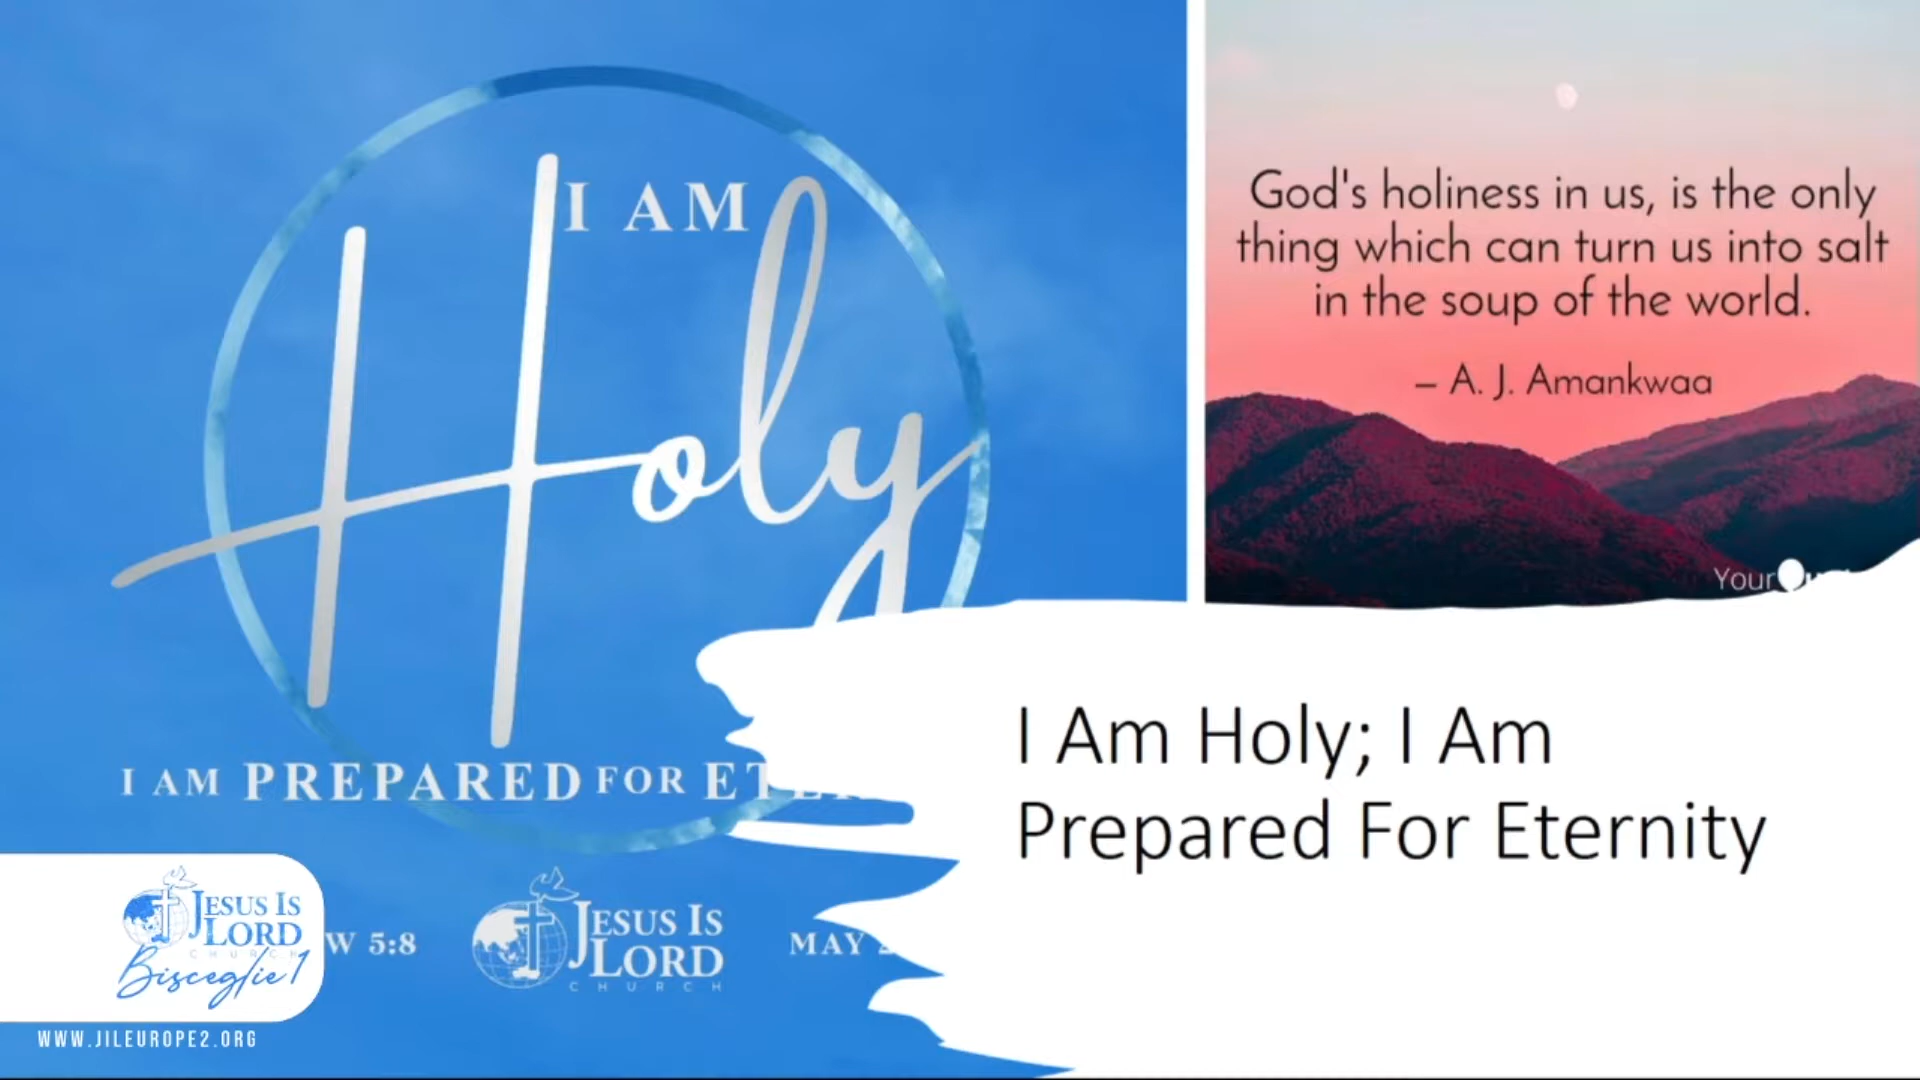 I AM
Holy
I AM PREPARED FOR
W 5:8
JESUS IS
LORD
CHURCH
MAY
JESUS IS
LORD
CHURCH
Bisceglie 1
WWW.JILEUROPE2.ORG
God's holiness in us, is the only
thing which can turn us into salt
in the soup of the world.
– A. J. Amankwaa
Your
I Am Holy; I Am
Prepared For Eternity